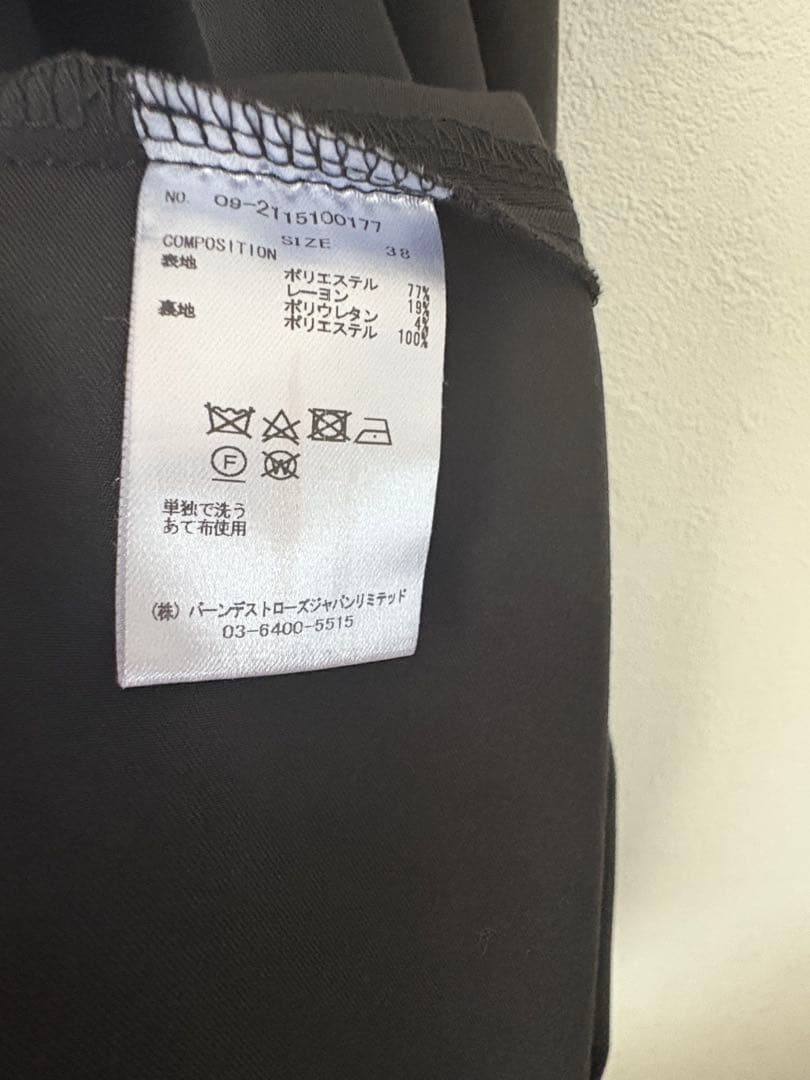 NO. 09-2115100177
COMPOSITION SIZE 38
表地
ポリエステル 77%
レーヨン 19%
ポリウレタン 4%
裏地 ポリエステル 100%
F W
単独で洗う
あて布使用
(株) バーンデストローズジャパンリミテッド
03-6400-5515